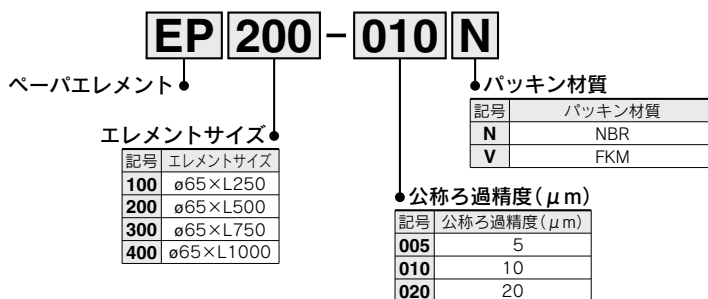 EP 200 - 010 N
ペーパエレメント
パッキン材質
記号 パッキン材質
N NBR
V FKM
エレメントサイズ
記号 エレメントサイズ
100 ø65×L250
200 ø65×L500
300 ø65×L750
400 ø65×L1000
公称ろ過精度(μm)
記号 公称ろ過精度(μm)
005 5
010 10
020 20